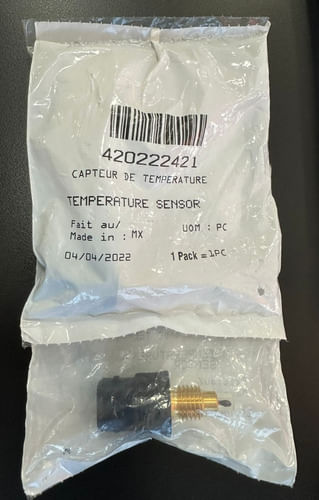 420222421
CAPTEUR DE TEMPERATURE
TEMPERATURE SENSOR
Fait au/
Made in : MX
UOM : PC
04/04/2022
1 Pack = 1PC